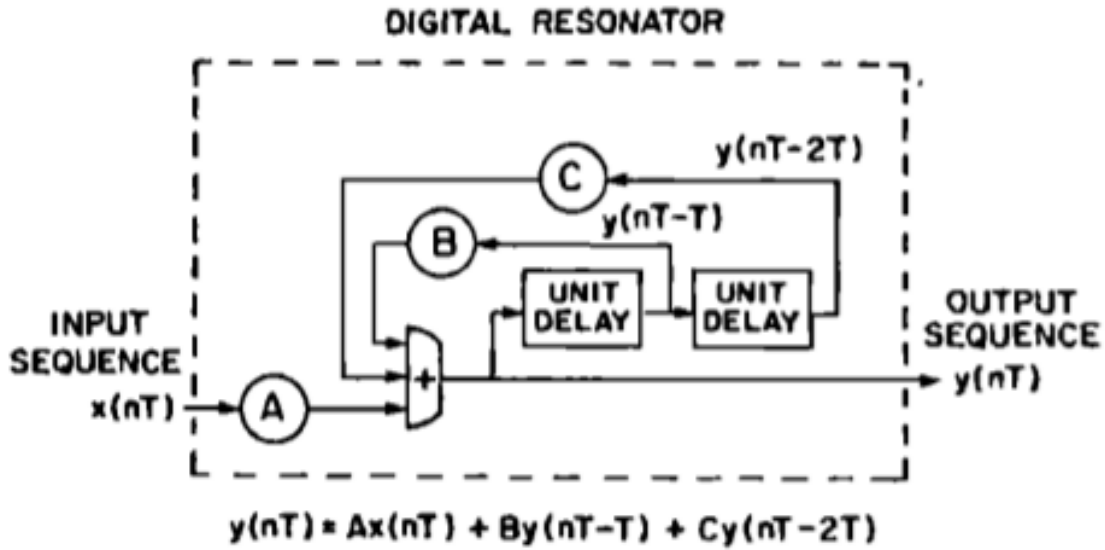 DIGITAL RESONATOR
y(nT-2T)
C
y(nT-T)
B
UNIT
DELAY
UNIT
DELAY
INPUT
SEQUENCE
x(nT)
A
+
OUTPUT
SEQUENCE
y(nT)
y(nT) = Ax(nT) + By(nT-T) + Cy(nT-2T)